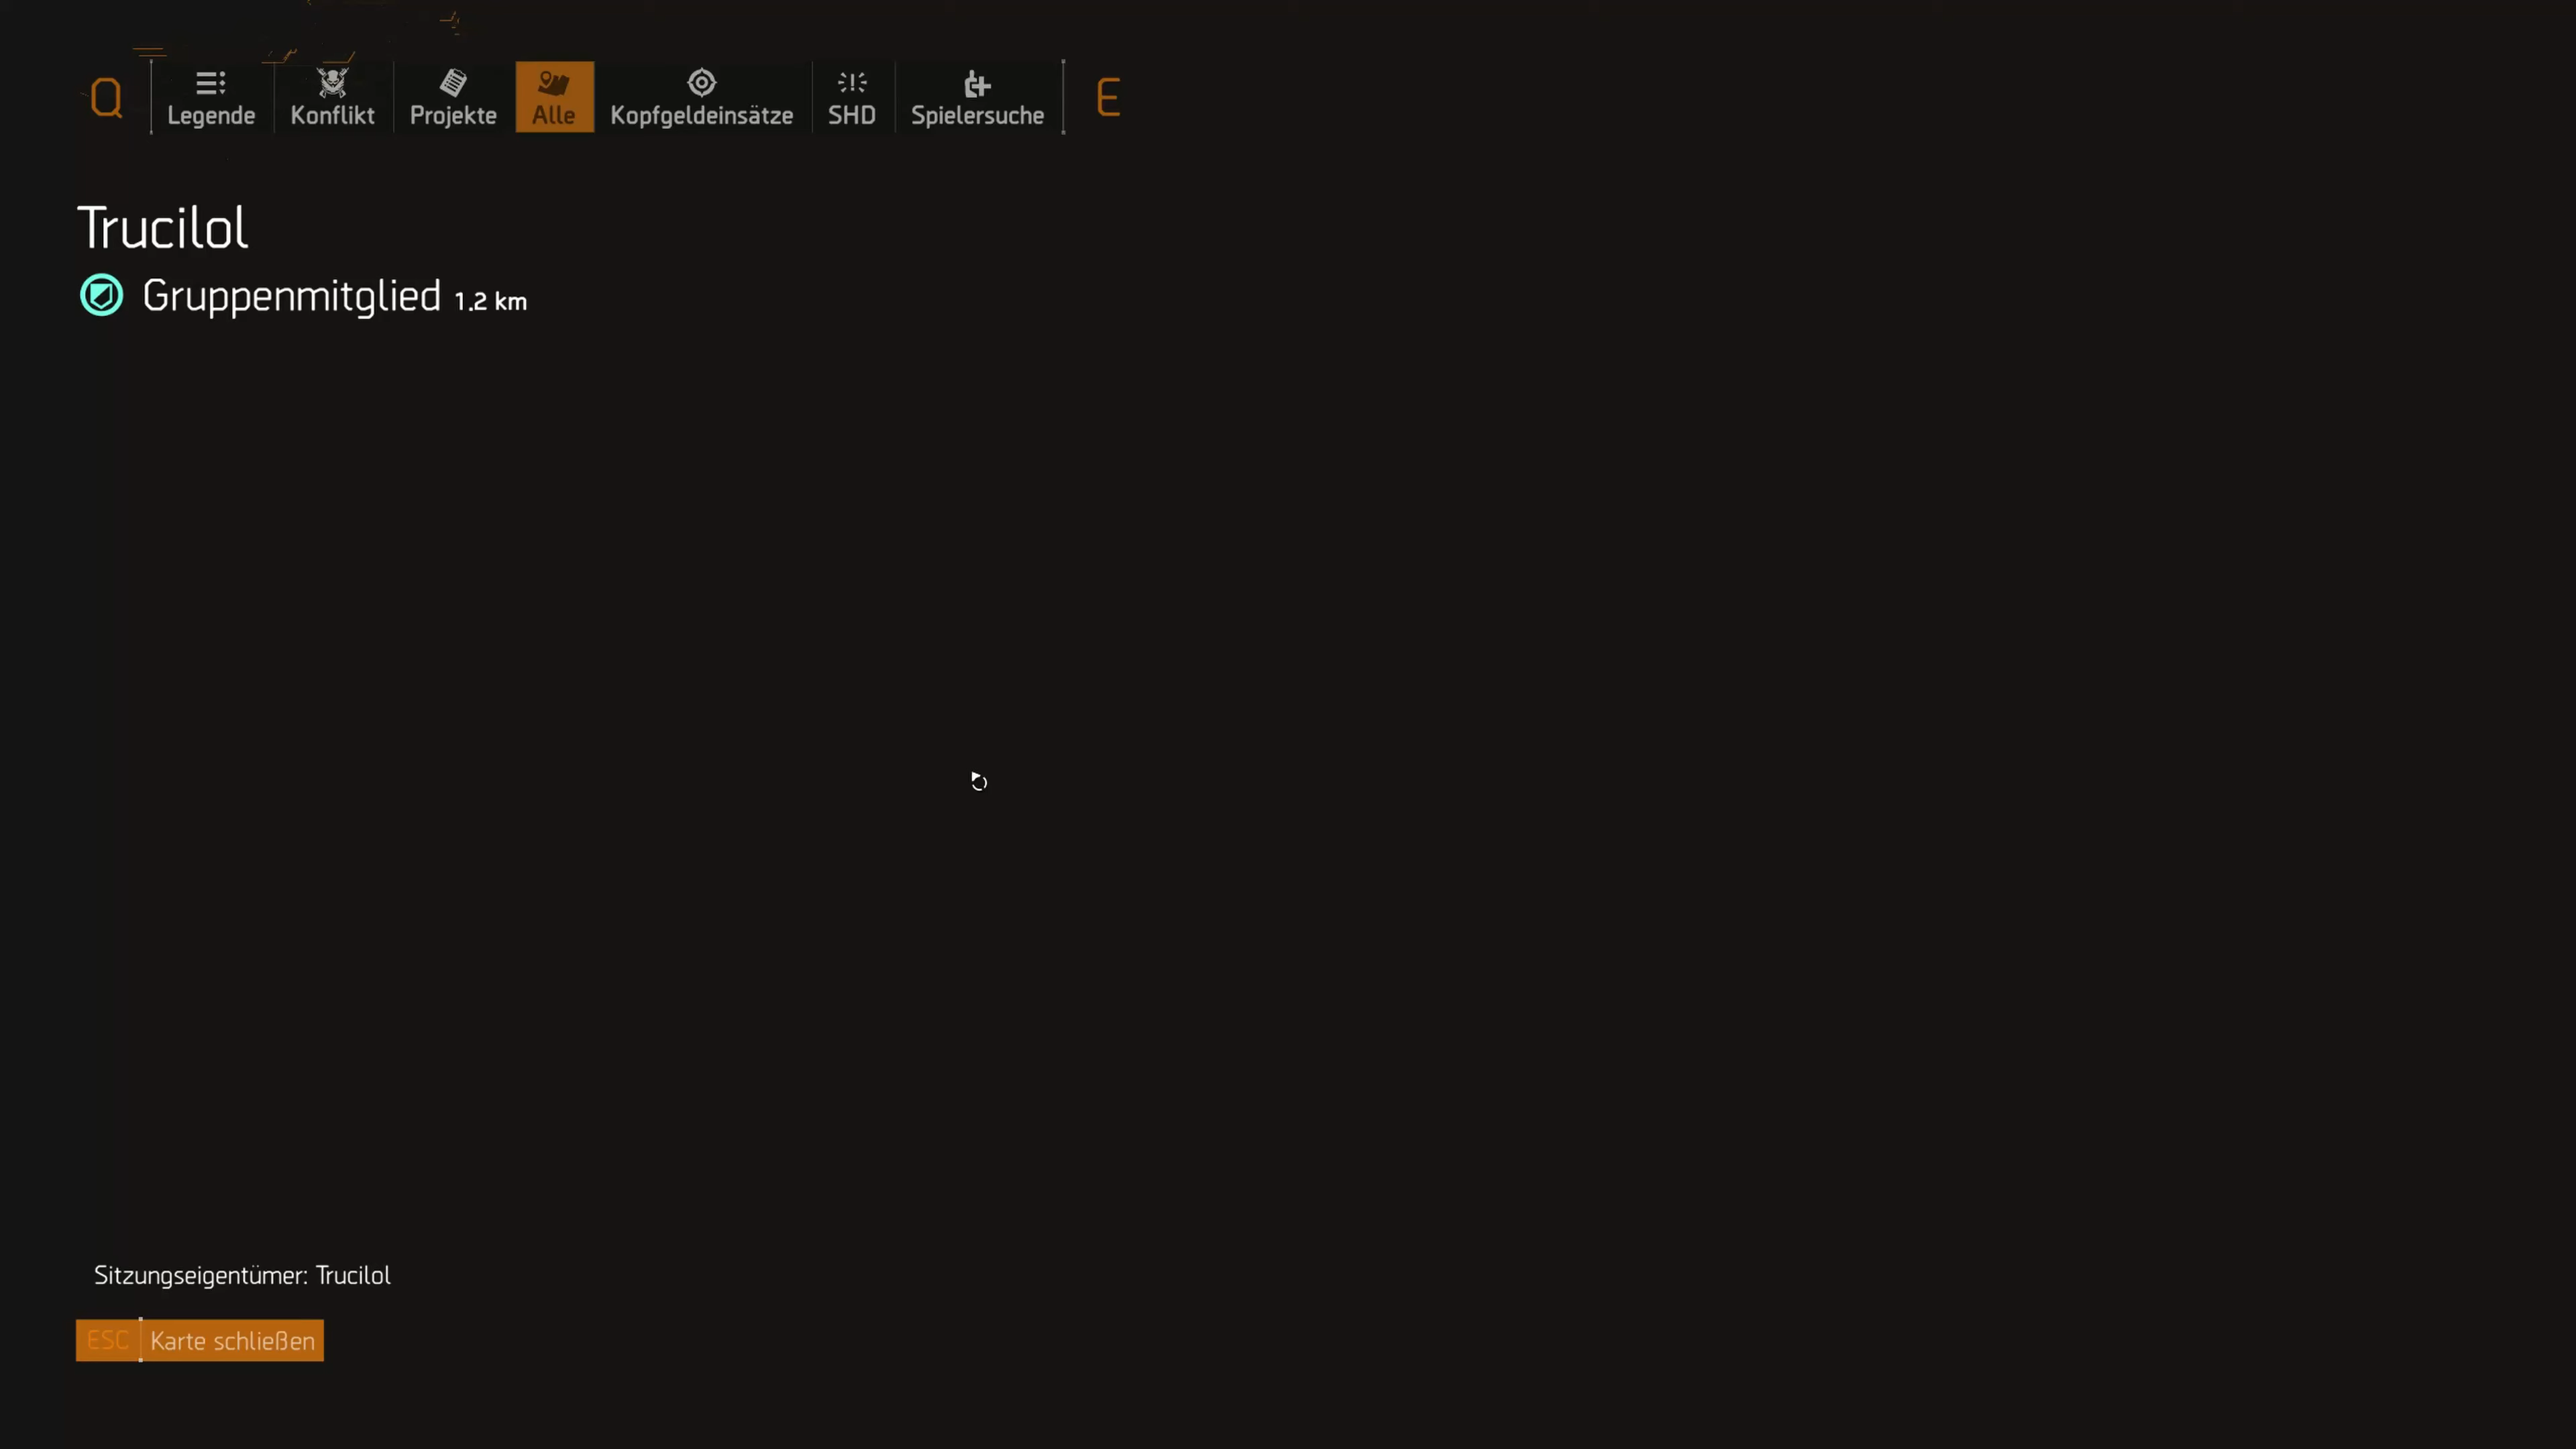 Q Legende Konflikt Projekte Alle Kopfgeldeinsätze SHD Spielersuche E
Trucilol
Gruppenmitglied 1.2 km
Sitzungseigentümer: Trucilol
ESC Karte schließen